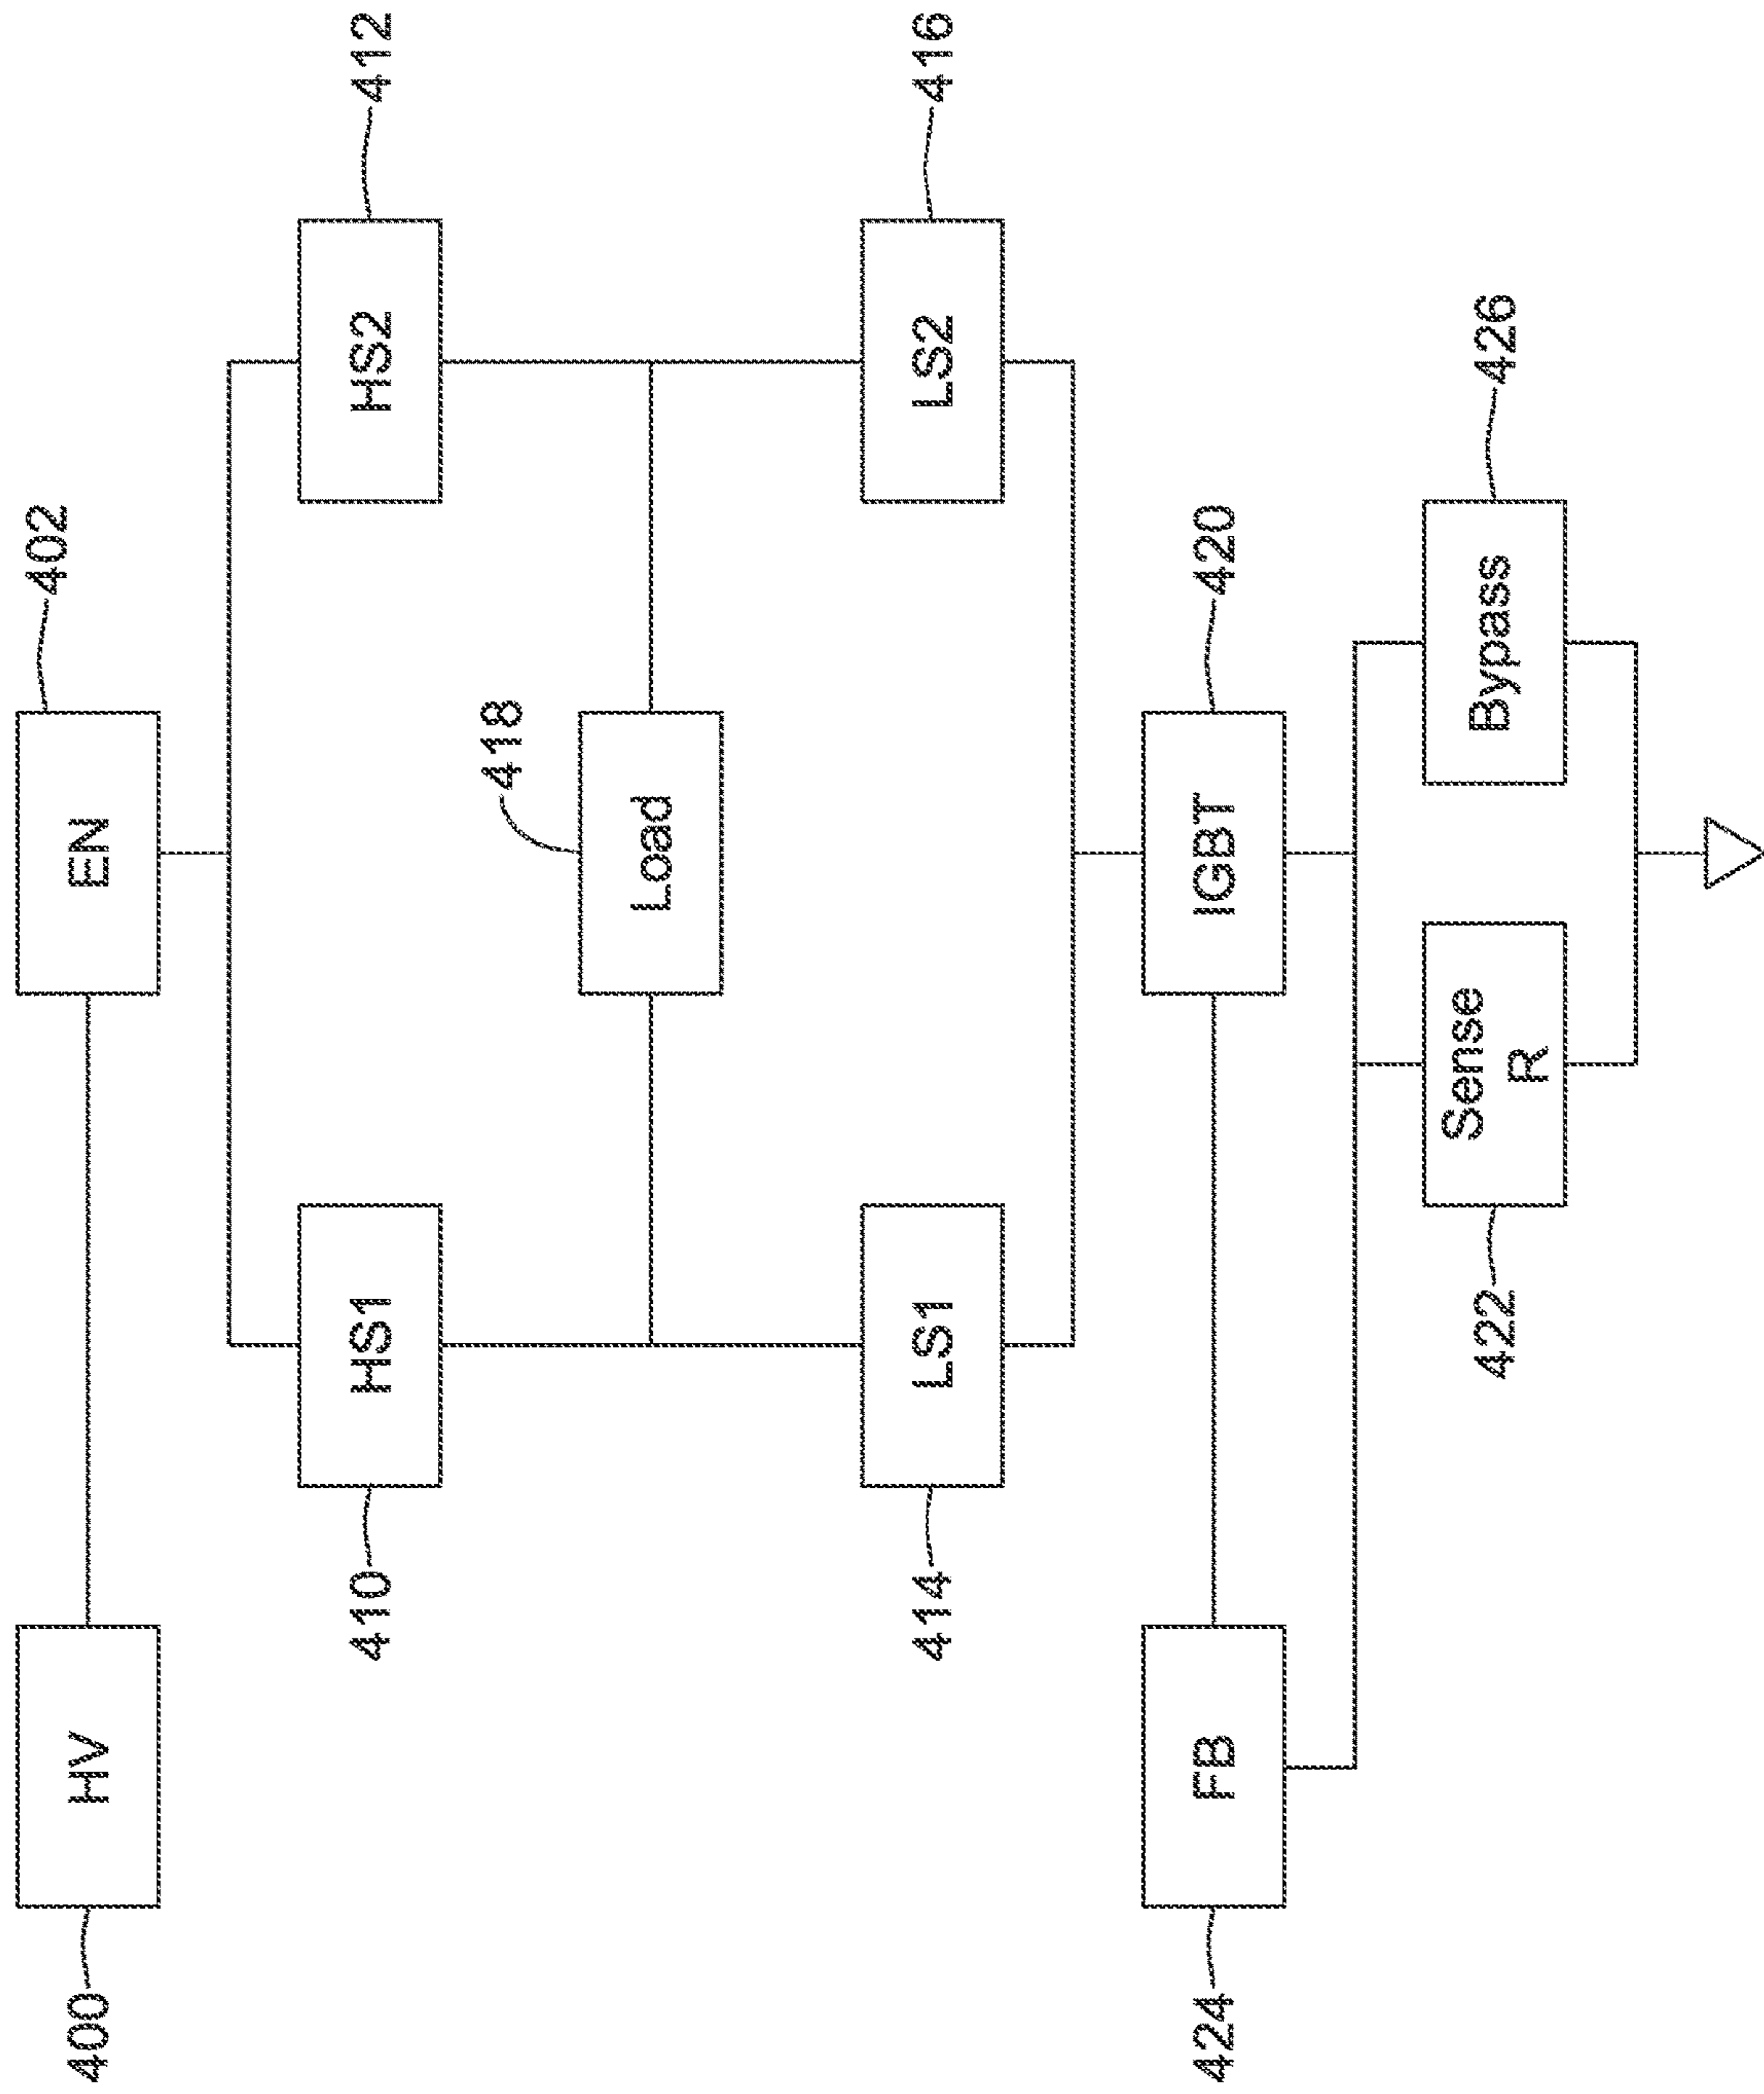 400
HV
EN
402
410
HS1
HS2
412
418
Load
414
LS1
LS2
416
424
FB
IGBT
420
422
Sense
R
Bypass
426